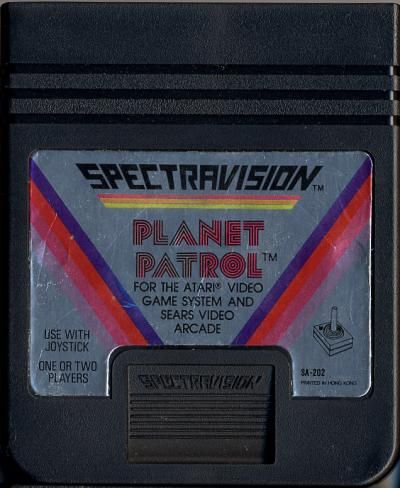 SPECTRAVISION™
PLANET
PATROL™
FOR THE ATARI® VIDEO
GAME SYSTEM AND
SEARS VIDEO
ARCADE
USE WITH
JOYSTICK
ONE OR TWO
PLAYERS
SA-202
PRINTED IN HONG KONG
SPECTRAVISION